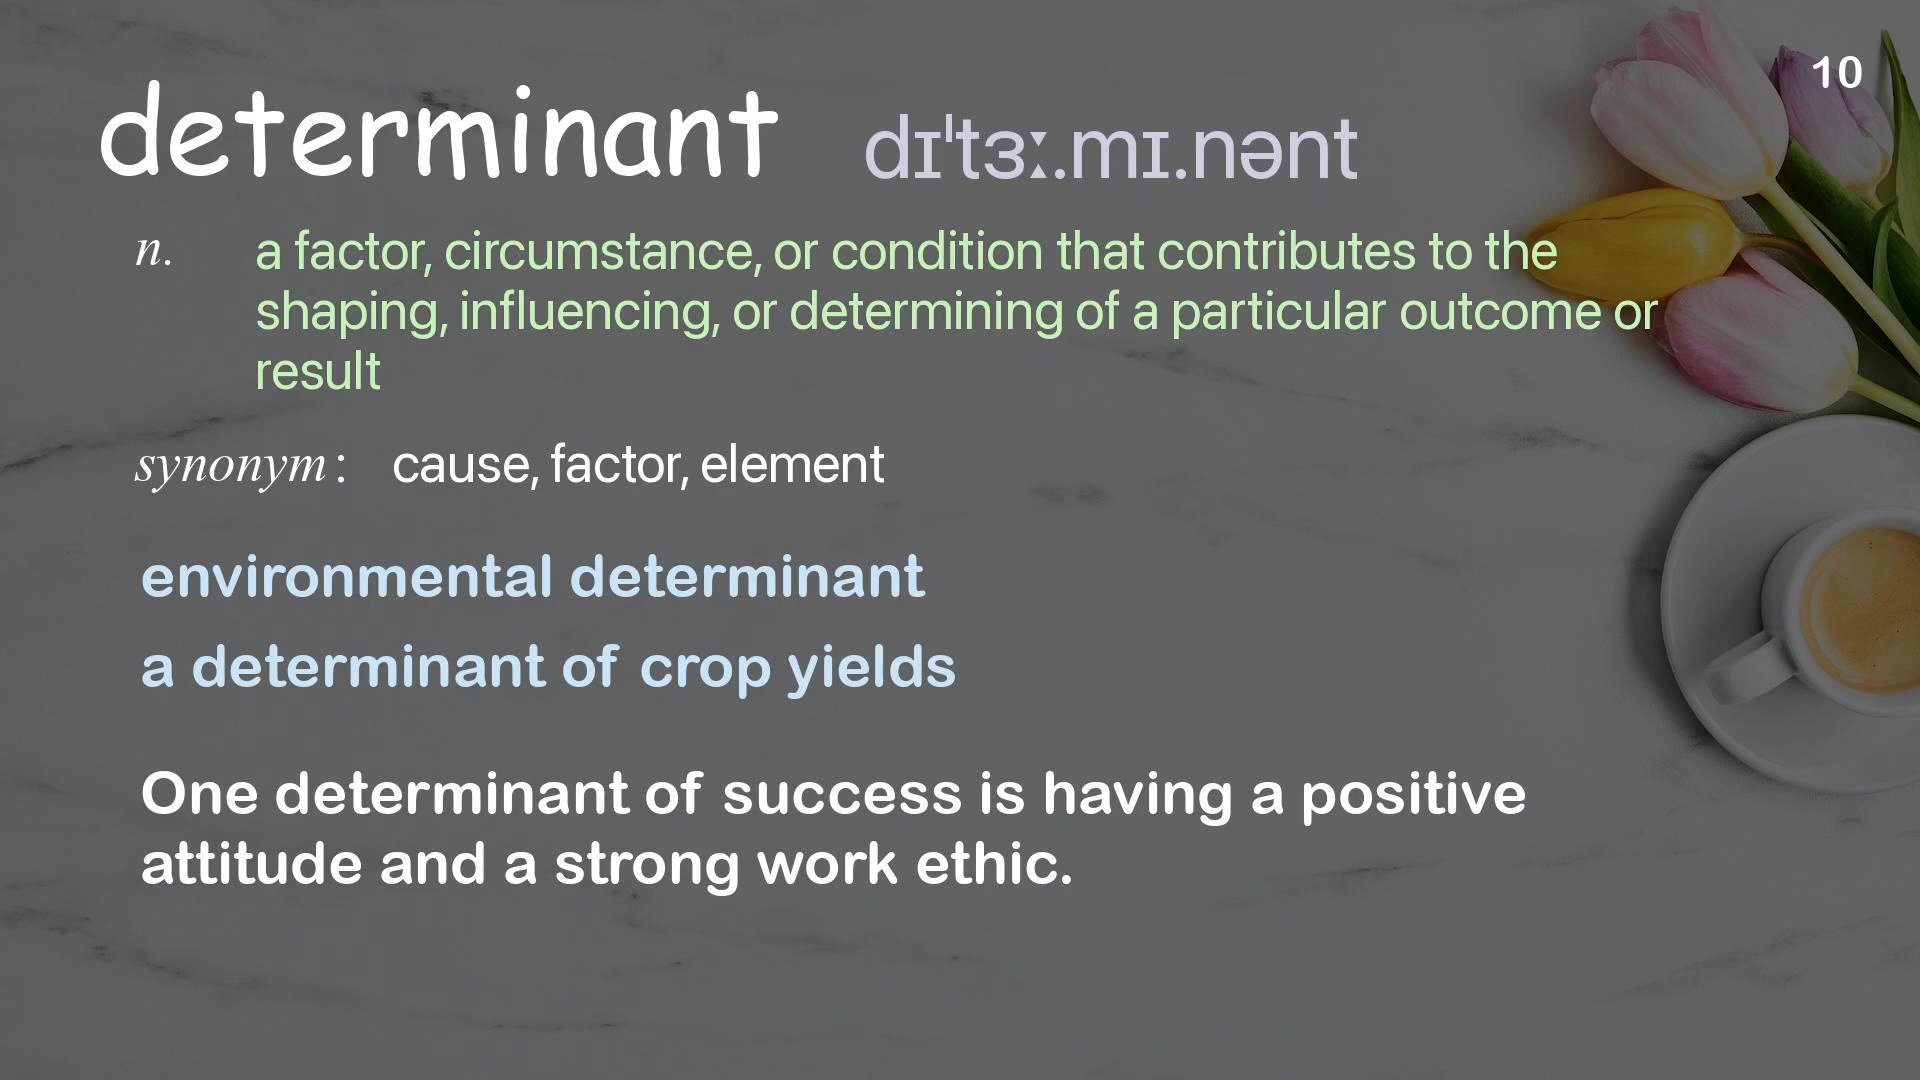 10
determinant dɪˈtɜː.mɪ.nənt
n. a factor, circumstance, or condition that contributes to the
shaping, influencing, or determining of a particular outcome or
result
synonym: cause, factor, element
environmental determinant
a determinant of crop yields
One determinant of success is having a positive
attitude and a strong work ethic.